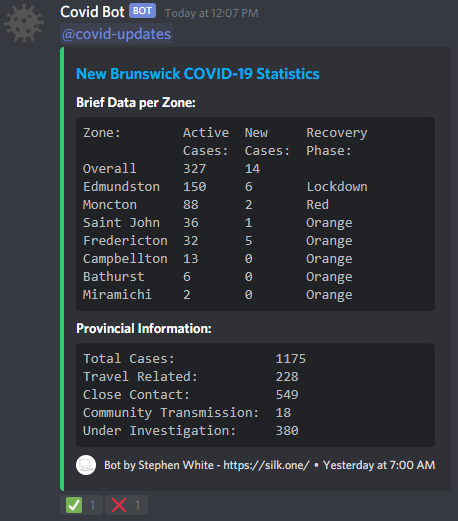 Covid Bot BOT Today at 12:07 PM
@covid-updates
New Brunswick COVID-19 Statistics
Brief Data per Zone:
Zone: Active New Recovery
Cases: Cases: Phase:
Overall 327 14
Edmundston 150 6 Lockdown
Moncton 88 2 Red
Saint John 36 1 Orange
Fredericton 32 5 Orange
Campbellton 13 0 Orange
Bathurst 6 0 Orange
Miramichi 2 0 Orange
Provincial Information:
Total Cases: 1175
Travel Related: 228
Close Contact: 549
Community Transmission: 18
Under Investigation: 380
Bot by Stephen White - https://silk.one/ • Yesterday at 7:00 AM
1 1